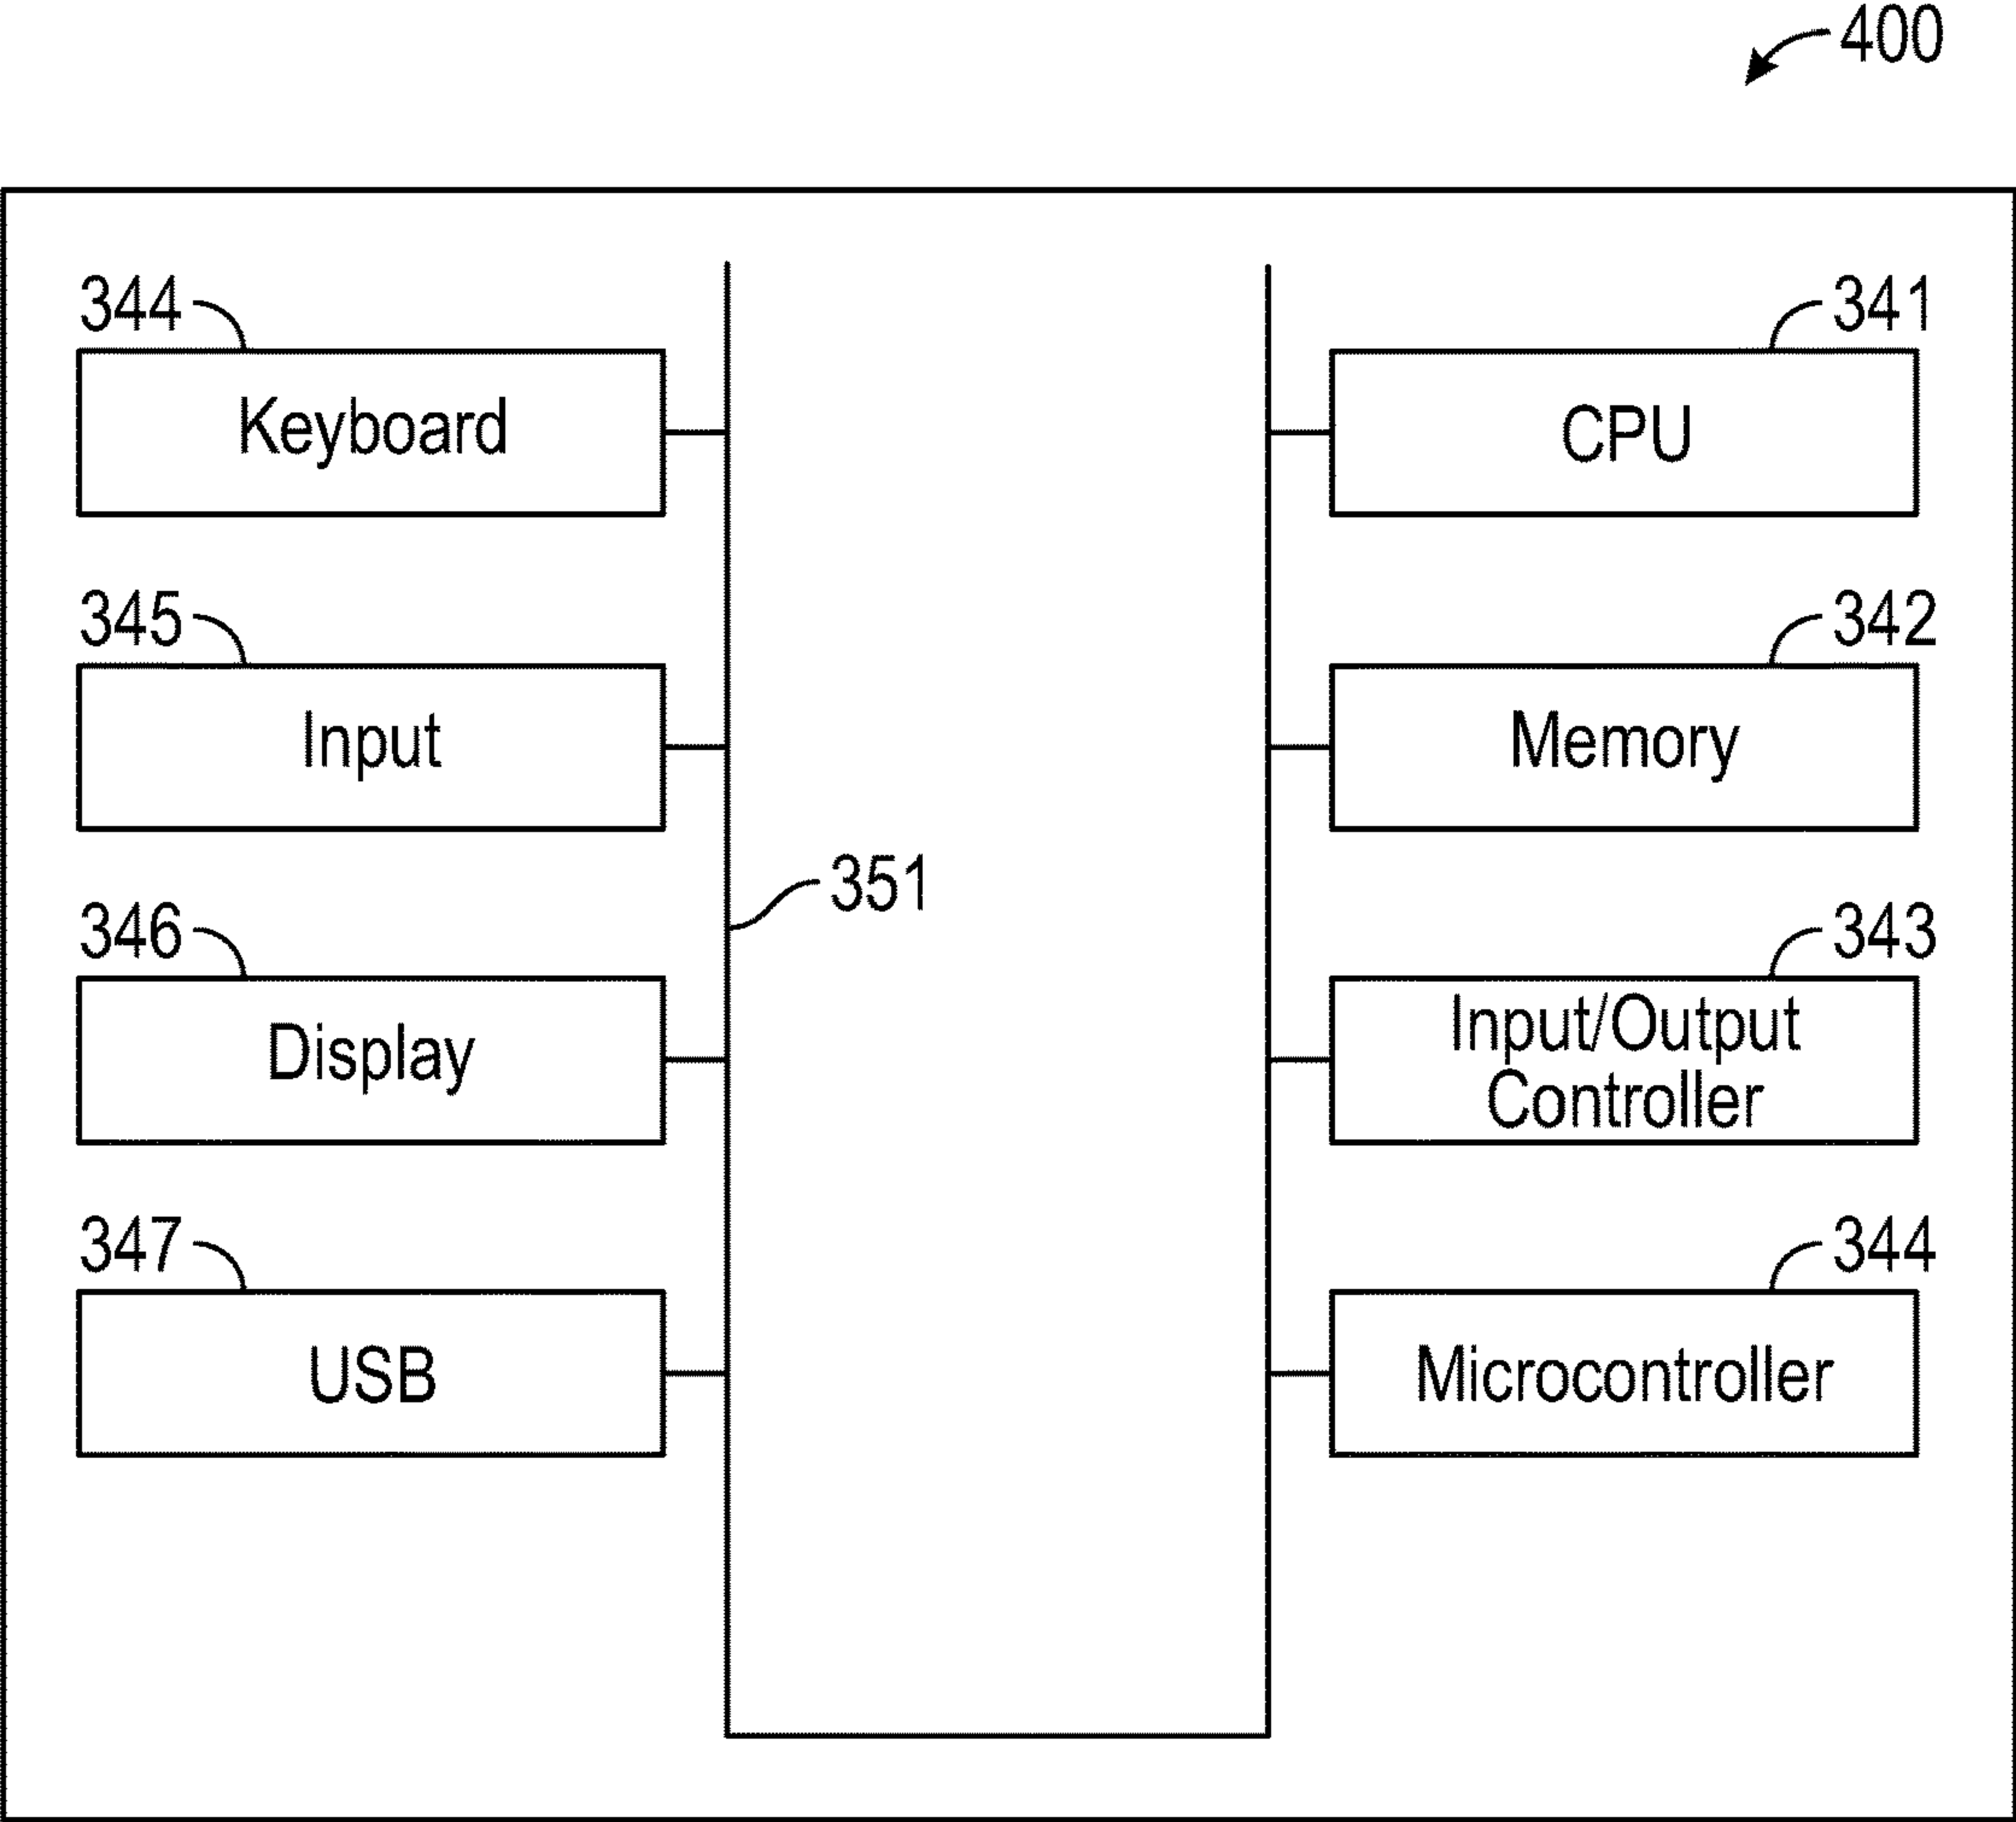 400
344
Keyboard
345
Input
346
Display
347
USB
351
341
CPU
342
Memory
343
Input/Output
Controller
344
Microcontroller